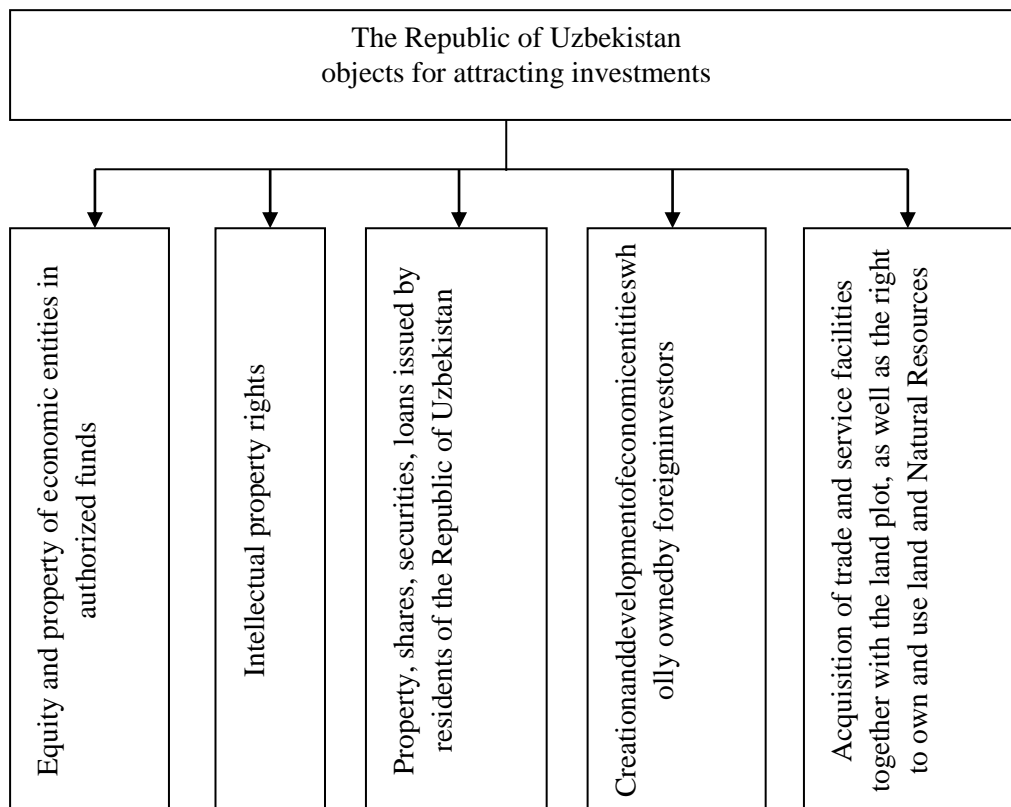 The Republic of Uzbekistan
objects for attracting investments
Equity and property of economic entities in
authorized funds
Intellectual property rights
Property, shares, securities, loans issued by
residents of the Republic of Uzbekistan
Creationanddevelopmentofeconomicentitieswh
olly ownedby foreigninvestors
Acquisition of trade and service facilities
together with the land plot, as well as the right
to own and use land and Natural Resources